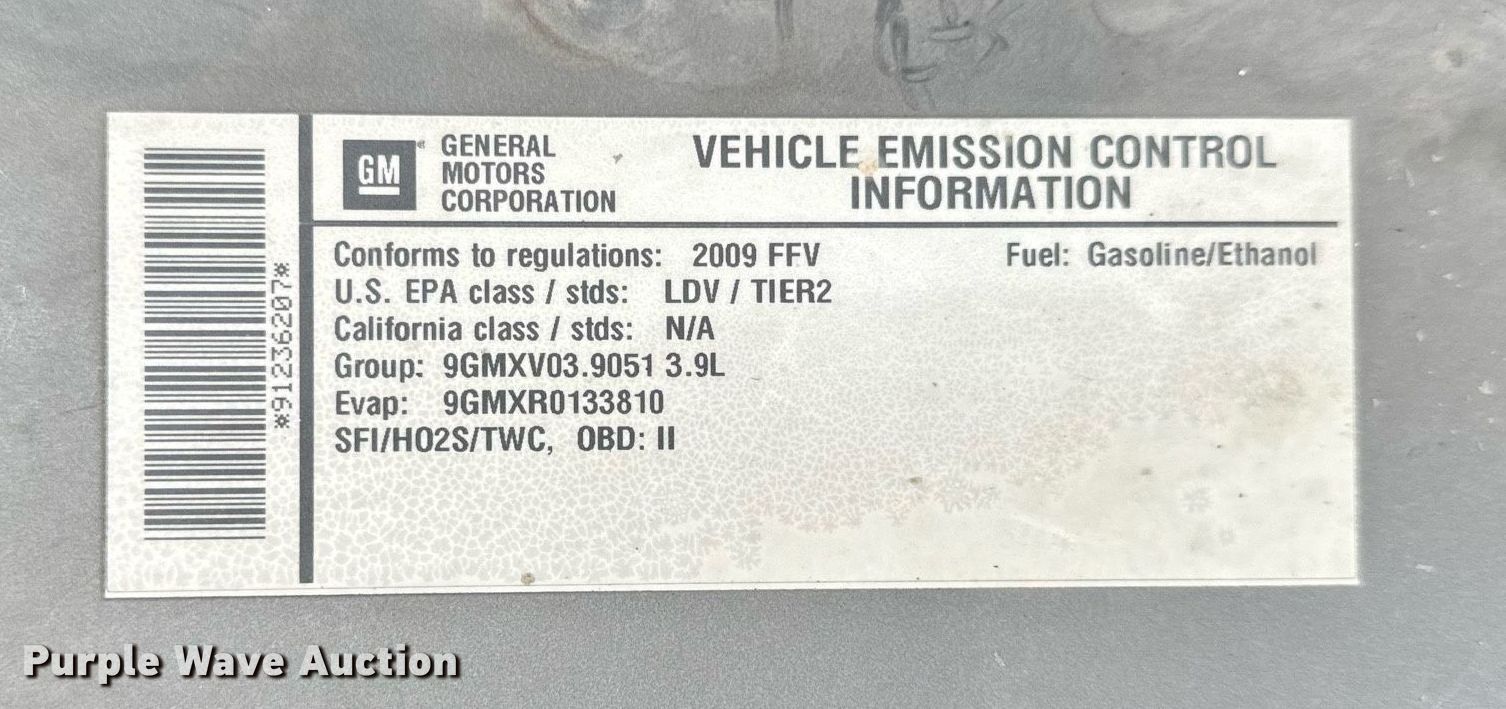 *91236207*
GM
GENERAL
MOTORS
CORPORATION
VEHICLE EMISSION CONTROL
INFORMATION
Conforms to regulations: 2009 FFV
Fuel: Gasoline/Ethanol
U.S. EPA class / stds: LDV / TIER2
California class / stds: N/A
Group: 9GMXV03.9051 3.9L
Evap: 9GMXR0133810
SFI/HO2S/TWC, OBD: II
Purple Wave Auction